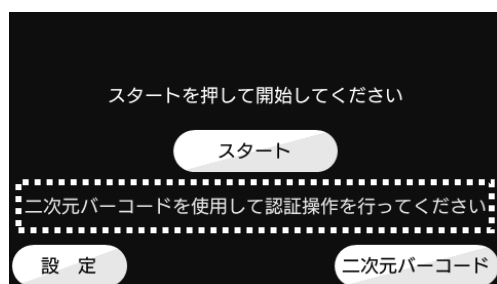 スタートを押して開始してください
スタート
二次元バーコードを使用して認証操作を行ってください
設　定
二次元バーコード